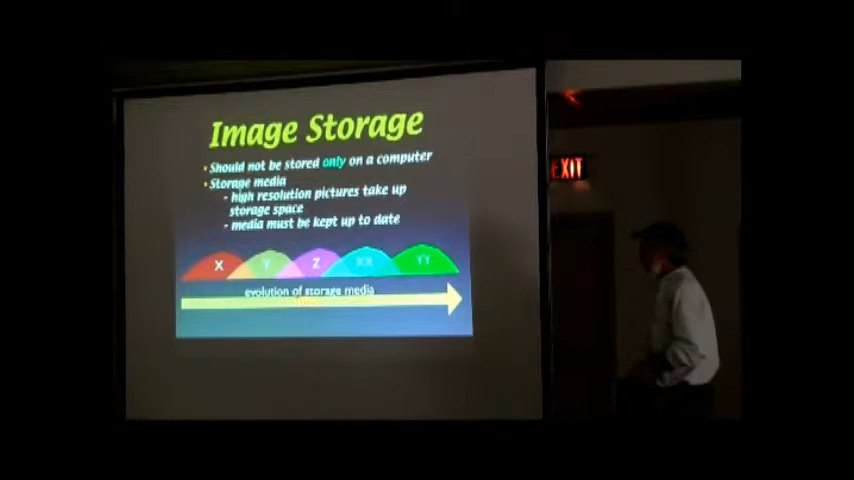 Image Storage
• Should not be stored only on a computer
• Storage media
- high resolution pictures take up
storage space
- media must be kept up to date
X Y Z XX YY
evolution of storage media
EXIT